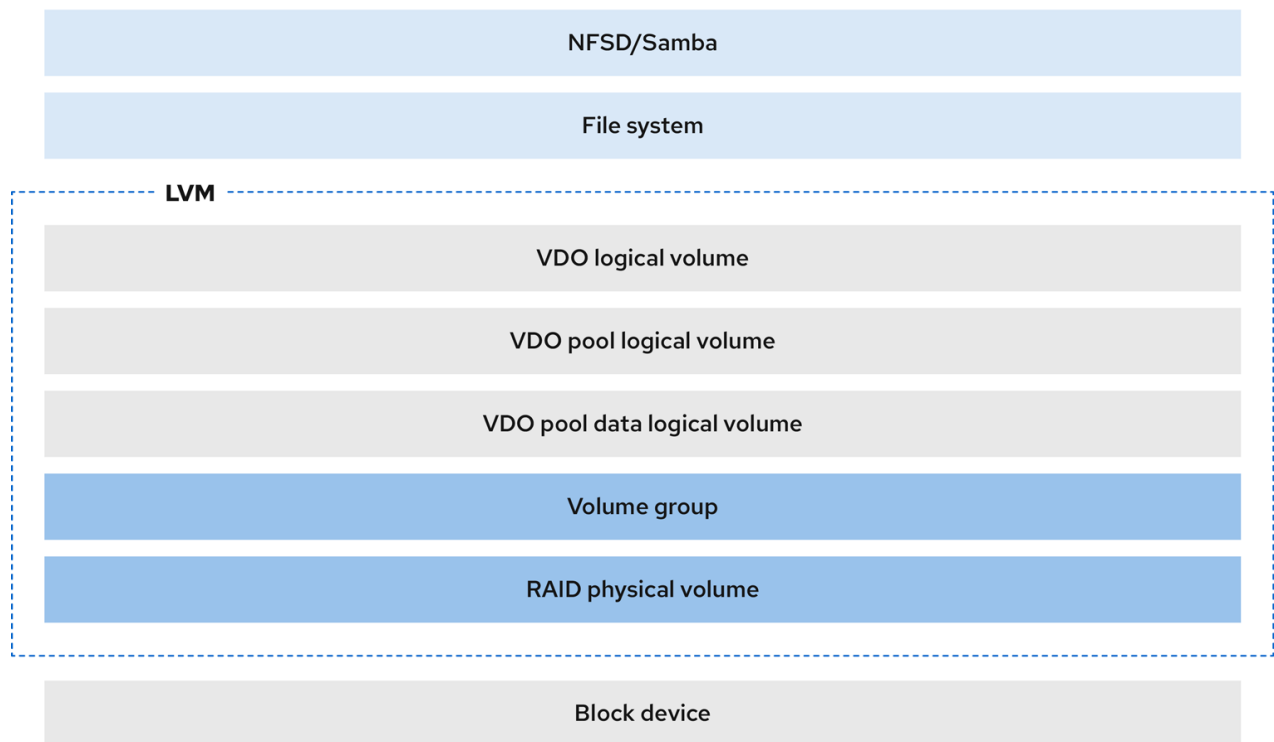 NFSD/Samba
File system
LVM
VDO logical volume
VDO pool logical volume
VDO pool data logical volume
Volume group
RAID physical volume
Block device